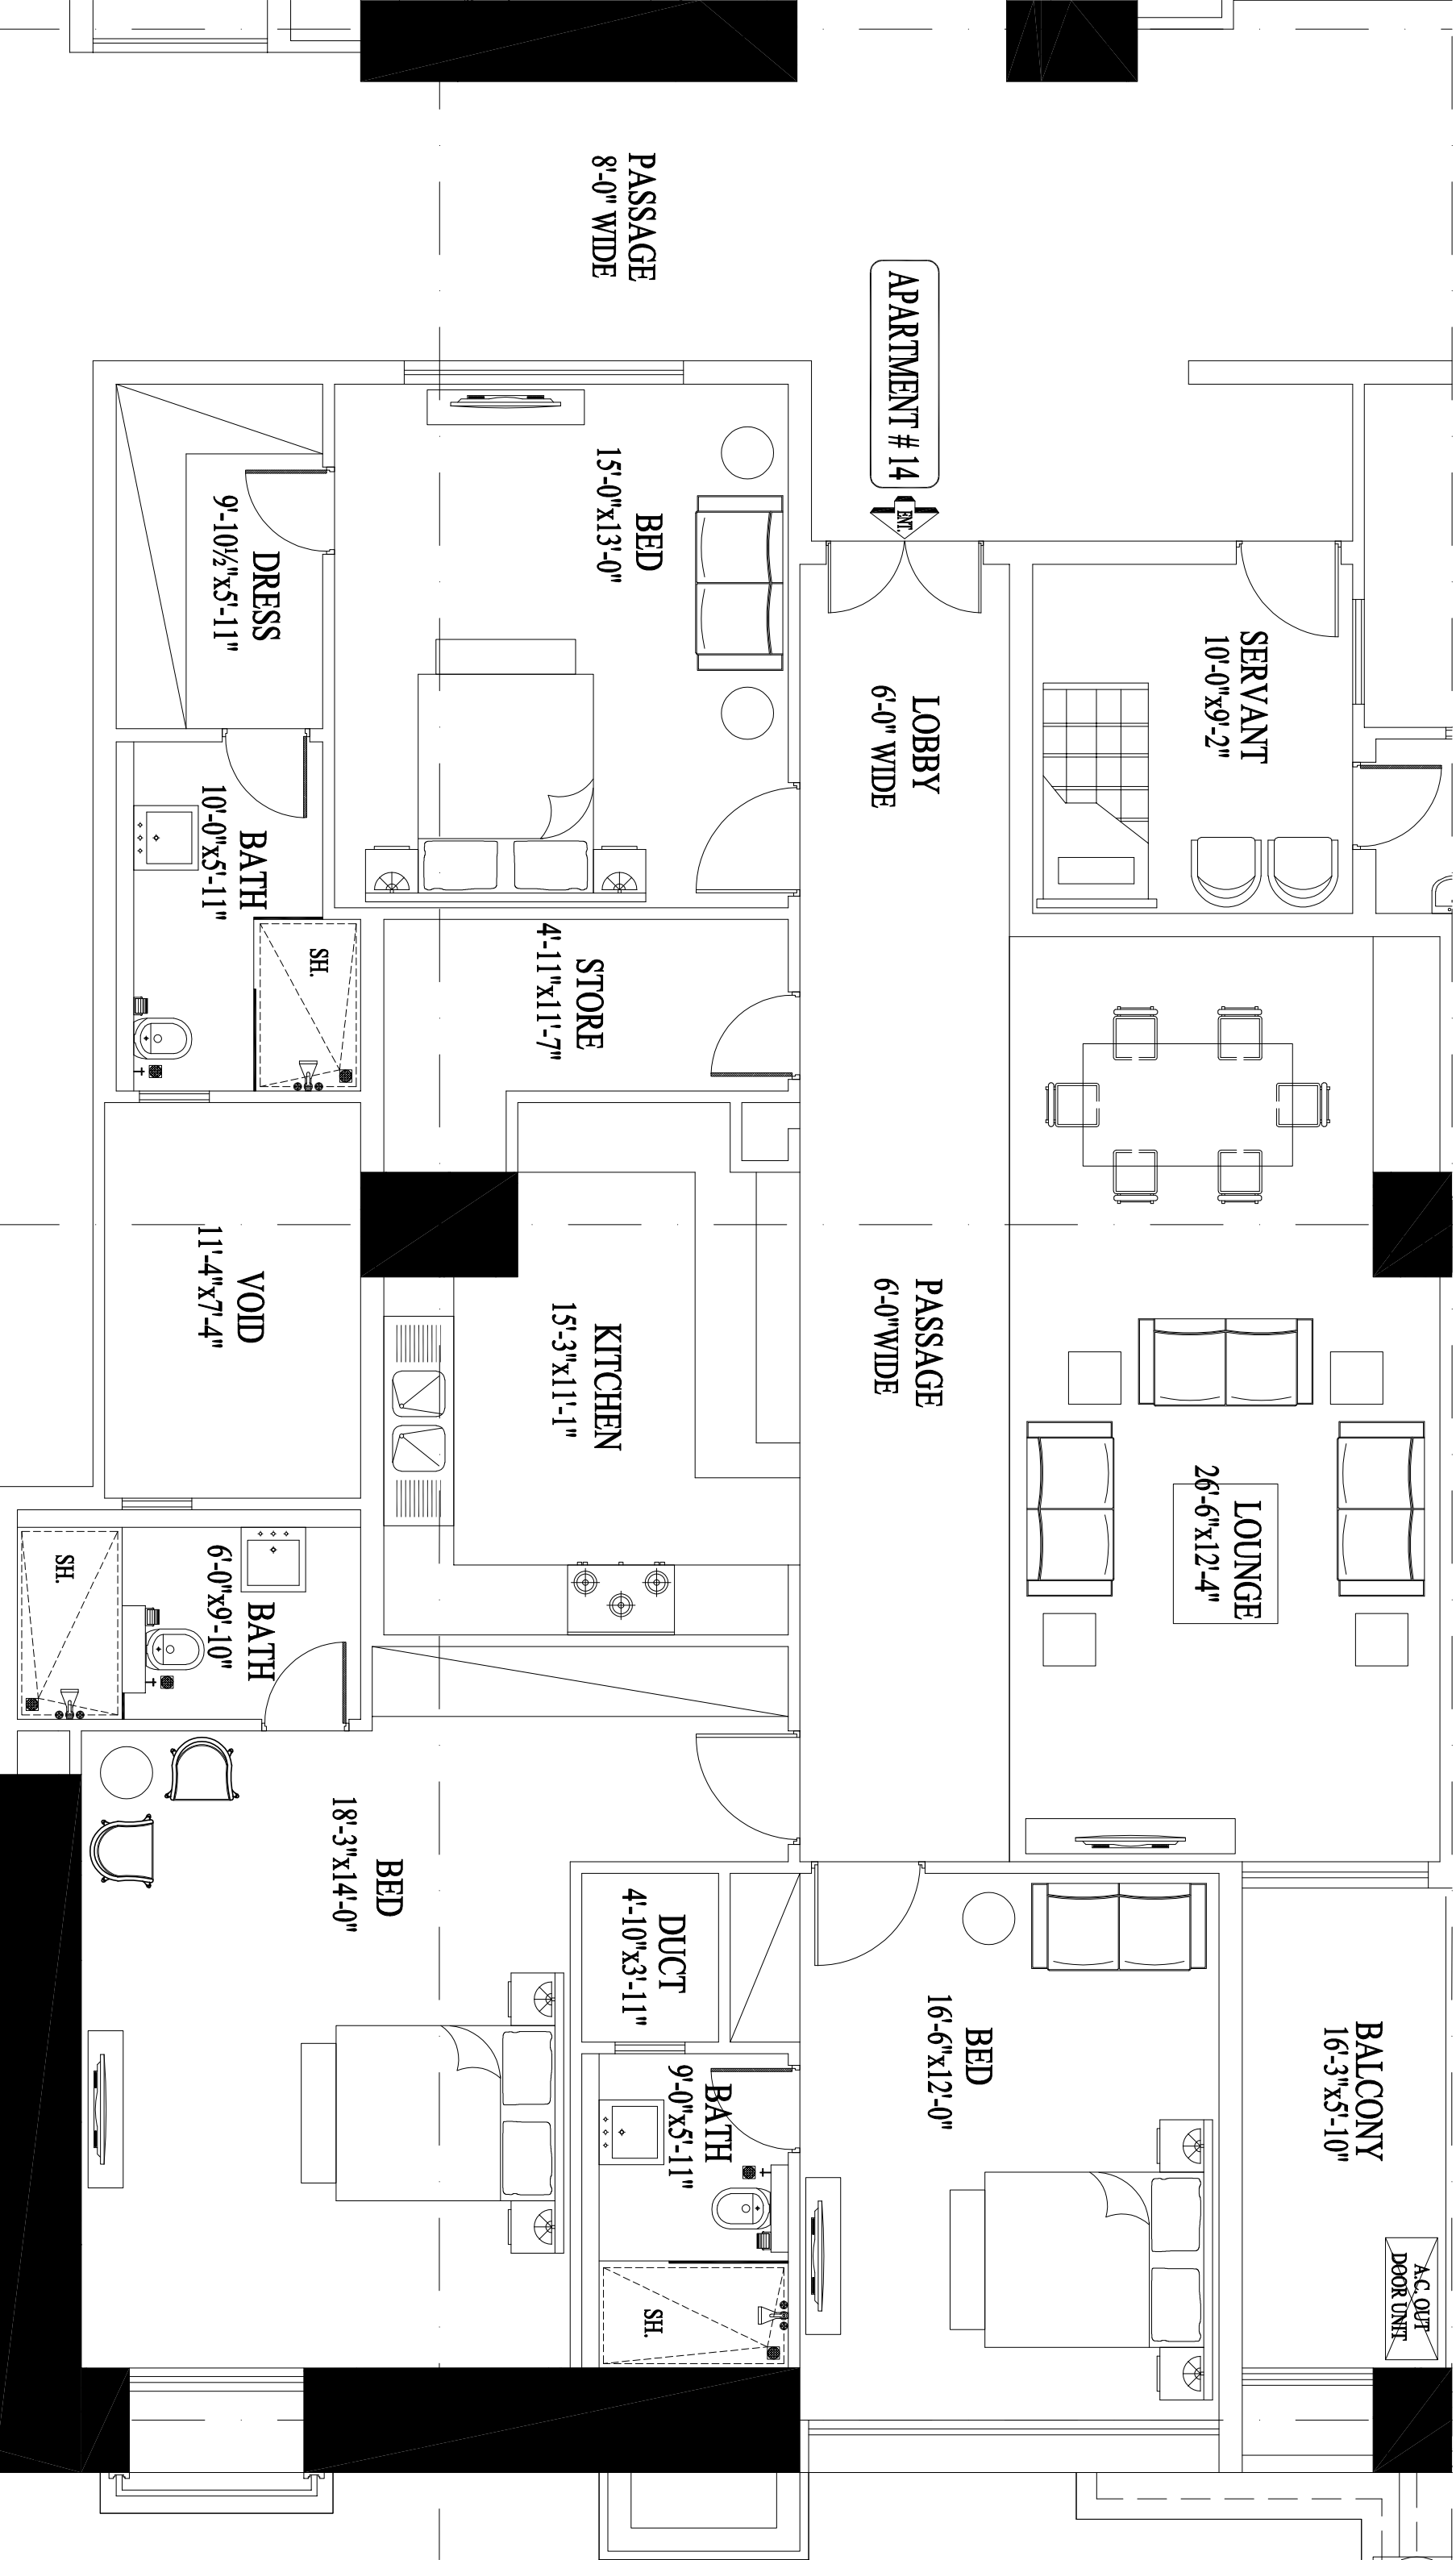 PASSAGE
8'-0" WIDE
APARTMENT # 14
ENT.
BED
15'-0"x13'-0"
DRESS
9'-10½"x5'-11"
SERVANT
10'-0"x9'-2"
LOBBY
6'-0" WIDE
BATH
10'-0"x5'-11"
SH.
STORE
4'-11"x11'-7"
VOID
11'-4"x7'-4"
KITCHEN
15'-3"x11'-1"
PASSAGE
6'-0"WIDE
LOUNGE
26'-6"x12'-4"
BATH
6'-0"x9'-10"
SH.
BED
18'-3"x14'-0"
DUCT
4'-10"x3'-11"
BED
16'-6"x12'-0"
BALCONY
16'-3"x5'-10"
BATH
9'-0"x5'-11"
SH.
A.C. OUT
DOOR UNIT